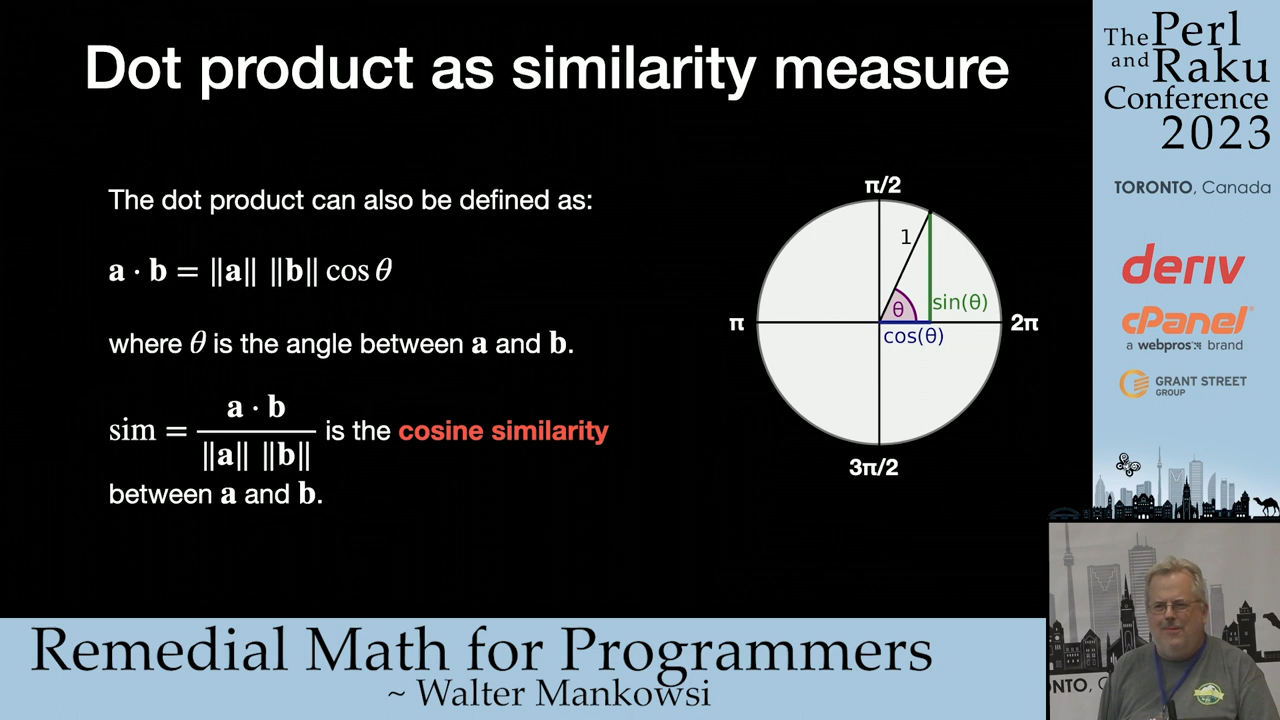 Dot product as similarity measure
The dot product can also be defined as:
a · b = ‖a‖ ‖b‖ cos θ
where θ is the angle between a and b.
sim = a · b / ‖a‖ ‖b‖ is the cosine similarity
between a and b.
π/2
1
sin(θ)
θ
π
2π
cos(θ)
3π/2
The Perl
and Raku
Conference
2023
TORONTO, Canada
deriv
cPanel
a webpros brand
GRANT STREET
GROUP
ONTO, C
Remedial Math for Programmers
~ Walter Mankowsi